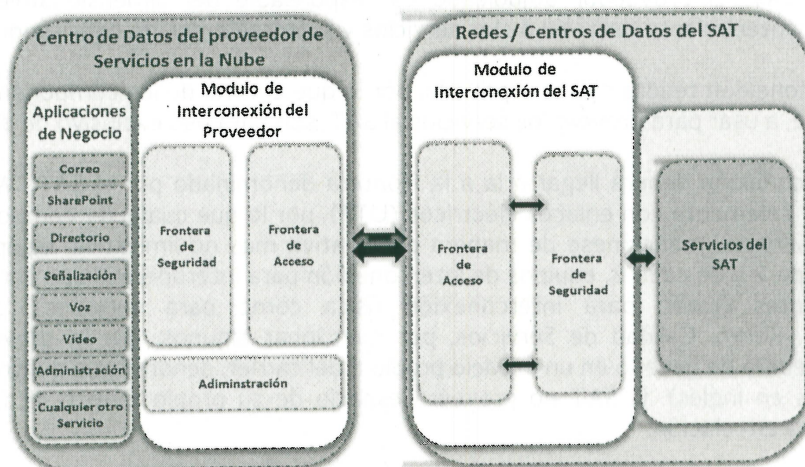 Centro de Datos del proveedor de
Servicios en la Nube
Aplicaciones
de Negocio
Correo
SharePoint
Directorio
Señalización
Voz
Video
Administración
Cualquier otro
Servicio
Modulo de
Interconexión del
Proveedor
Frontera
de
Seguridad
Frontera
de
Acceso
Adiminstración
Redes / Centros de Datos del SAT
Modulo de
Interconexión del SAT
Frontera
de
Acceso
Frontera
de
Seguridad
Servicios del
SAT